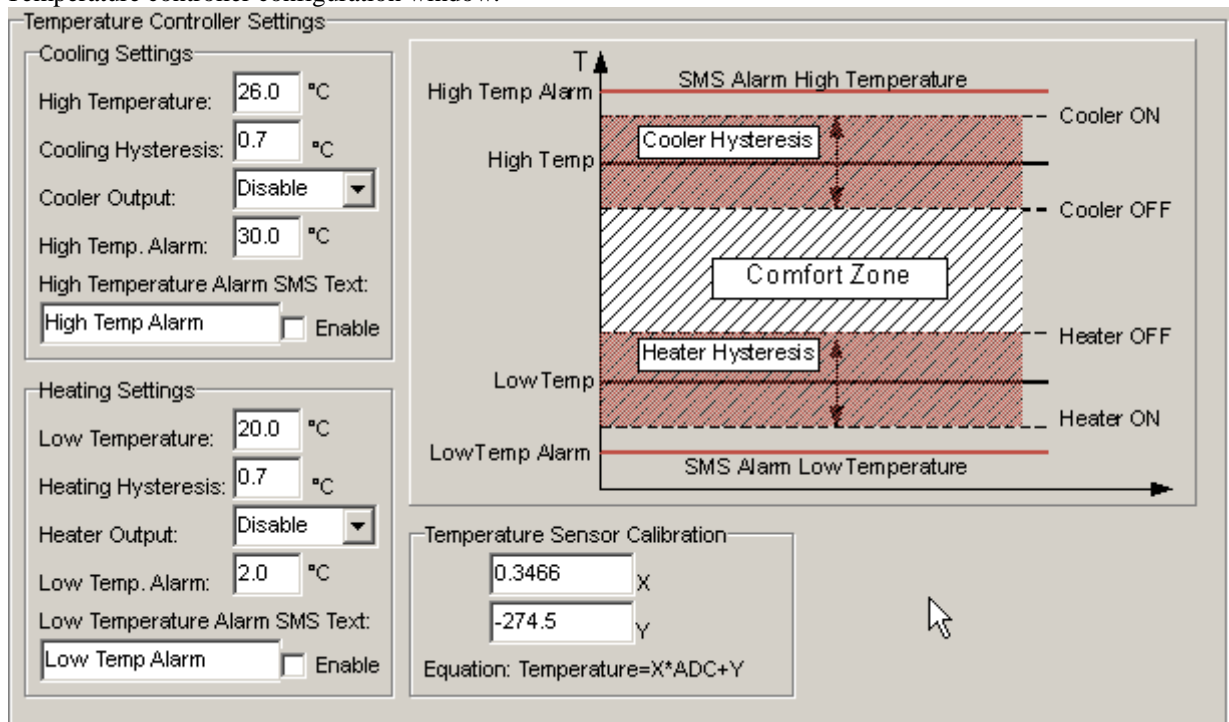 Temperature Controller Settings
Cooling Settings
High Temperature: 26.0 °C
Cooling Hysteresis: 0.7 °C
Cooler Output: Disable
High Temp. Alarm: 30.0 °C
High Temperature Alarm SMS Text:
High Temp Alarm Enable
Heating Settings
Low Temperature: 20.0 °C
Heating Hysteresis: 0.7 °C
Heater Output: Disable
Low Temp. Alarm: 2.0 °C
Low Temperature Alarm SMS Text:
Low Temp Alarm Enable
T
SMS Alarm High Temperature
High Temp Alarm
Cooler ON
Cooler Hysteresis
High Temp
Cooler OFF
Comfort Zone
Heater OFF
Heater Hysteresis
Low Temp
Heater ON
Low Temp Alarm
SMS Alarm Low Temperature
Temperature Sensor Calibration
0.3466 X
-274.5 Y
Equation: Temperature=X*ADC+Y